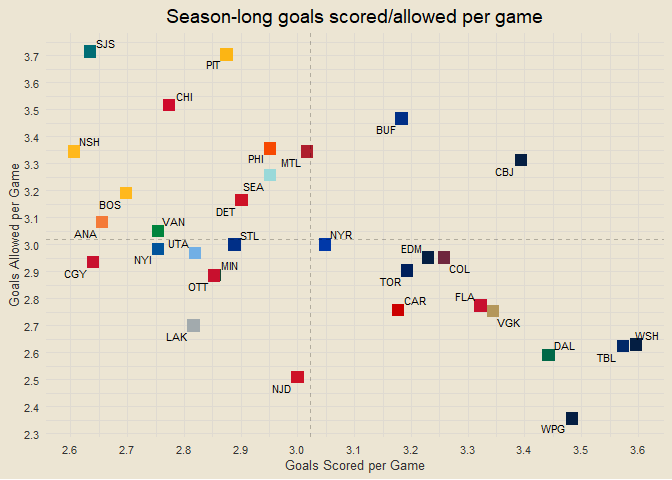 Season-long goals scored/allowed per game
Goals Allowed per Game
3.7
3.6
3.5
3.4
3.3
3.2
3.1
3.0
2.9
2.8
2.7
2.6
2.5
2.4
2.3
SJS
PIT
CHI
BUF
NSH
PHI
MTL
CBJ
SEA
BOS
DET
ANA
VAN
STL
NYR
UTA
NYI
EDM
MIN
COL
CGY
TOR
OTT
FLA
CAR
VGK
LAK
WSH
DAL
TBL
NJD
WPG
2.6
2.7
2.8
2.9
3.0
3.1
3.2
3.3
3.4
3.5
3.6
Goals Scored per Game